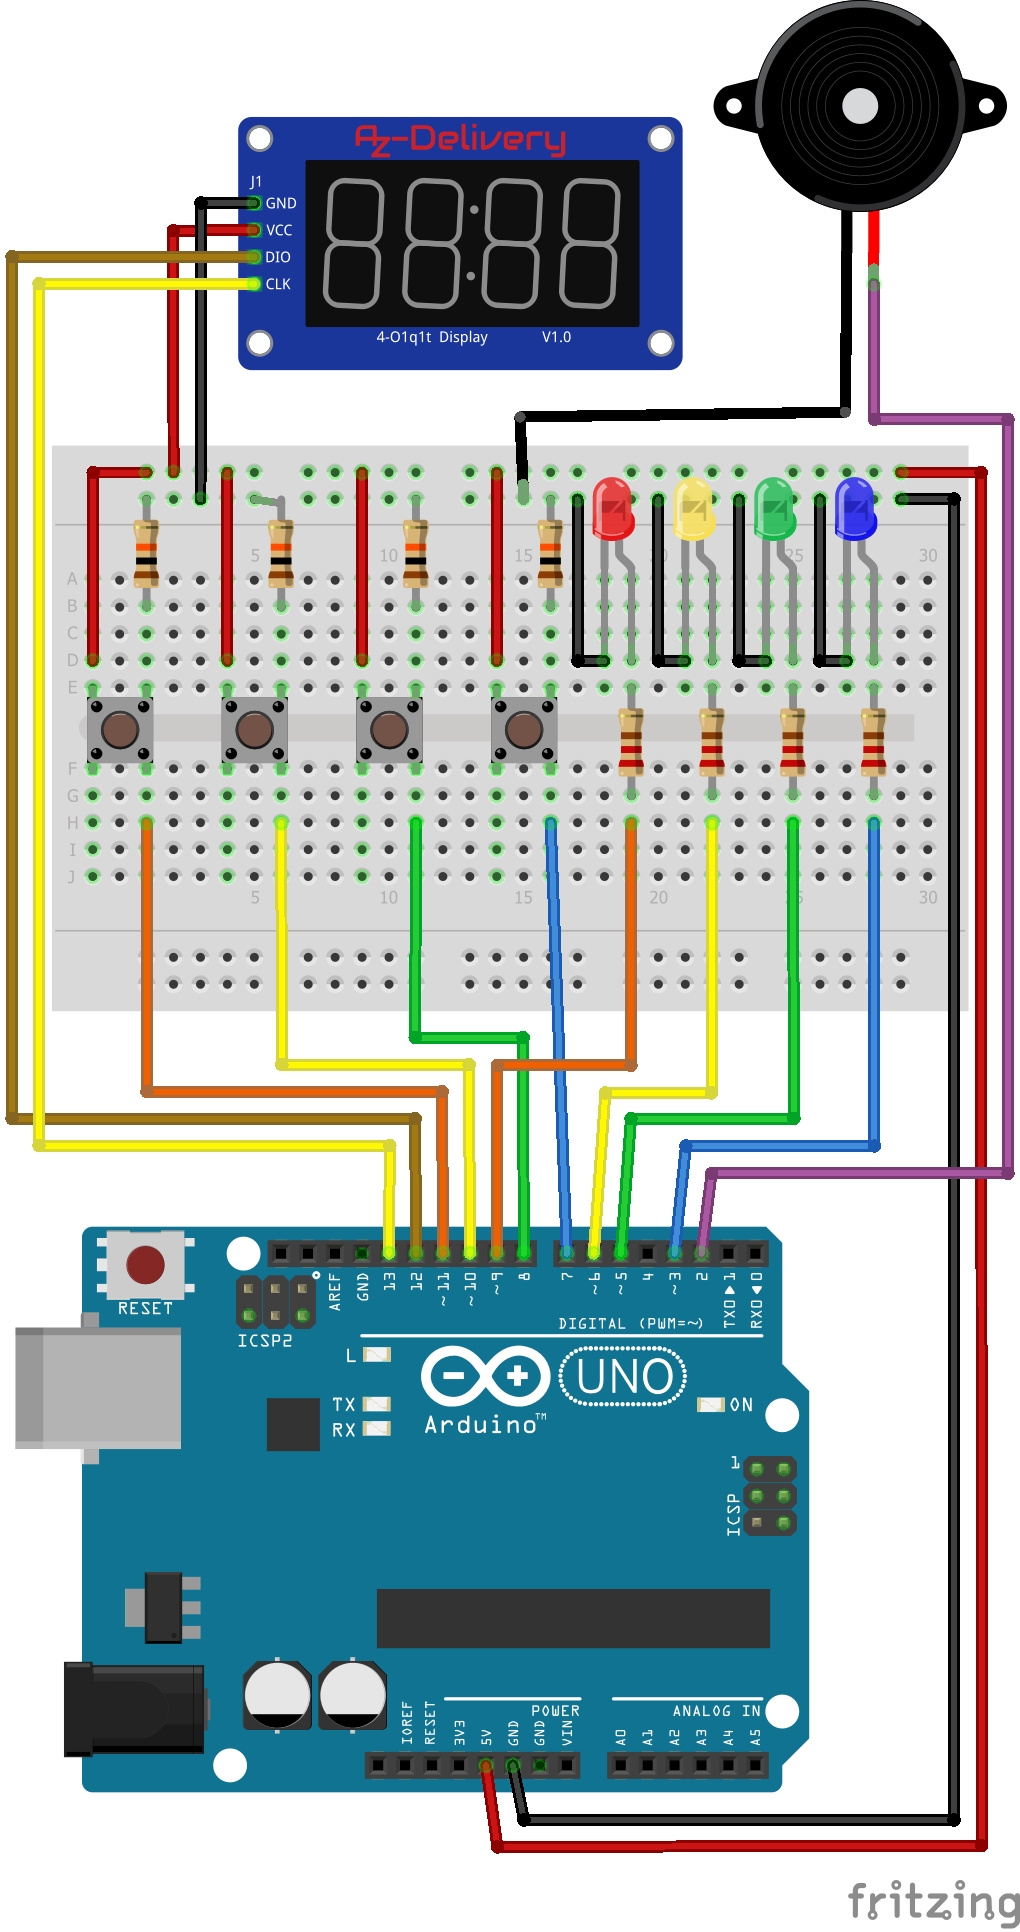 Az-Delivery
J1
GND
VCC
DIO
CLK
4-O1q1t Display V1.0
5 10 15 20 25 30
A
B
C
D
E
F
G
H
I
J
5 10 15 20 25 30
RESET
ICSP2
AREF
GND
13
12
~11
~10
~9
8
7
~6
~5
4
~3
2
TX0▶1
RX0◀0
DIGITAL (PWM=~)
L
TX
RX
UNO
Arduino™
ON
1
ICSP
IOREF
RESET
3V3
5V
GND
GND
VIN
POWER
ANALOG IN
A0
A1
A2
A3
A4
A5
fritzing